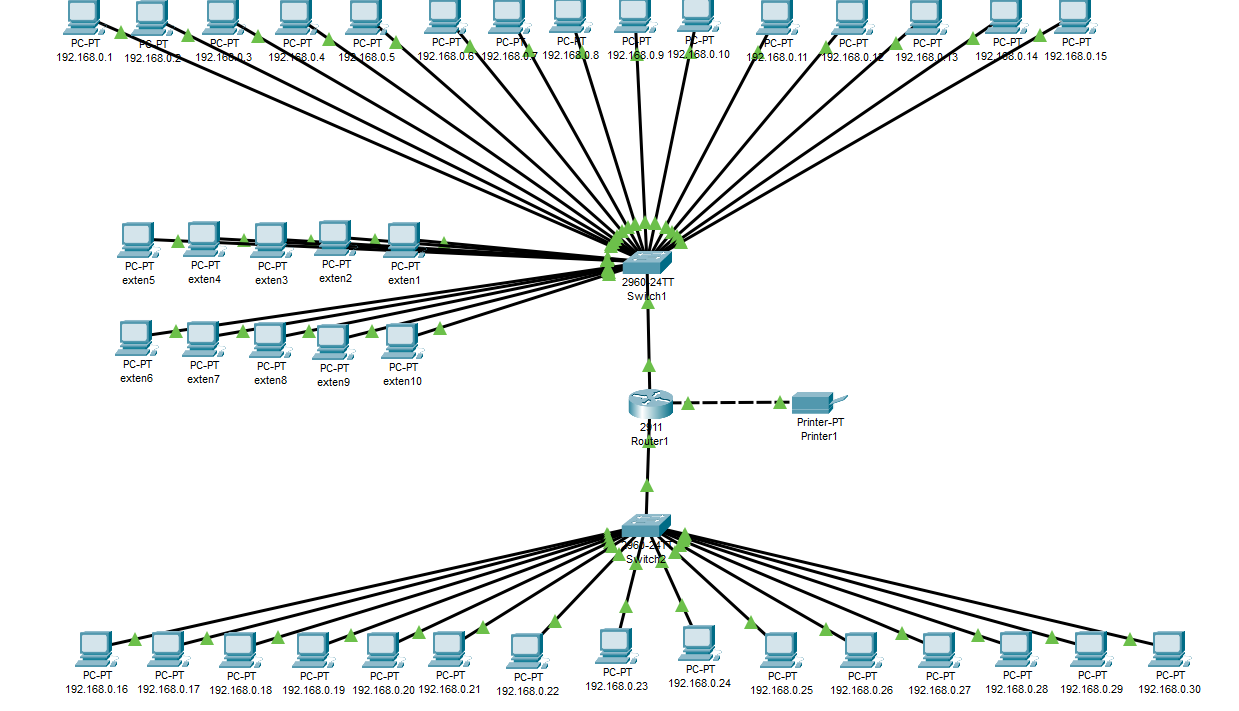 PC-PT
192.168.0.1
PC-PT
192.168.0.2
PC-PT
192.168.0.3
PC-PT
192.168.0.4
PC-PT
192.168.0.5
PC-PT
192.168.0.6
PC-PT
192.168.0.7
PC-PT
192.168.0.8
PC-PT
192.168.0.9
PC-PT
192.168.0.10
PC-PT
192.168.0.11
PC-PT
192.168.0.12
PC-PT
192.168.0.13
PC-PT
192.168.0.14
PC-PT
192.168.0.15
PC-PT
exten5
PC-PT
exten4
PC-PT
exten3
PC-PT
exten2
PC-PT
exten1
2960-24TT
Switch1
PC-PT
exten6
PC-PT
exten7
PC-PT
exten8
PC-PT
exten9
PC-PT
exten10
2911
Router1
Printer-PT
Printer1
2960-24TT
Switch2
PC-PT
192.168.0.16
PC-PT
192.168.0.17
PC-PT
192.168.0.18
PC-PT
192.168.0.19
PC-PT
192.168.0.20
PC-PT
192.168.0.21
PC-PT
192.168.0.22
PC-PT
192.168.0.23
PC-PT
192.168.0.24
PC-PT
192.168.0.25
PC-PT
192.168.0.26
PC-PT
192.168.0.27
PC-PT
192.168.0.28
PC-PT
192.168.0.29
PC-PT
192.168.0.30